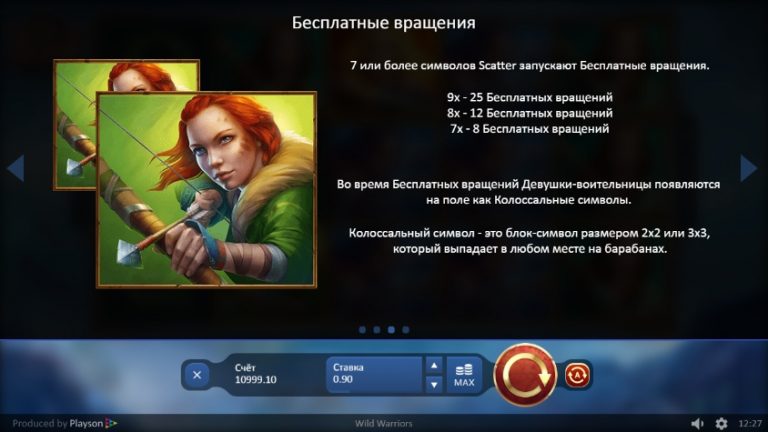 Бесплатные вращения
7 или более символов Scatter запускают Бесплатные вращения.
9x - 25 Бесплатных вращений
8x - 12 Бесплатных вращений
7x - 8 Бесплатных вращений
Во время Бесплатных вращений Девушки-воительницы появляются
на поле как Колоссальные символы.
Колоссальный символ - это блок-символ размером 2x2 или 3x3,
который выпадает в любом месте на барабанах.
Счёт
10999.10
Ставка
0.90
MAX
A
Produced by Playson
Wild Warriors
12:27